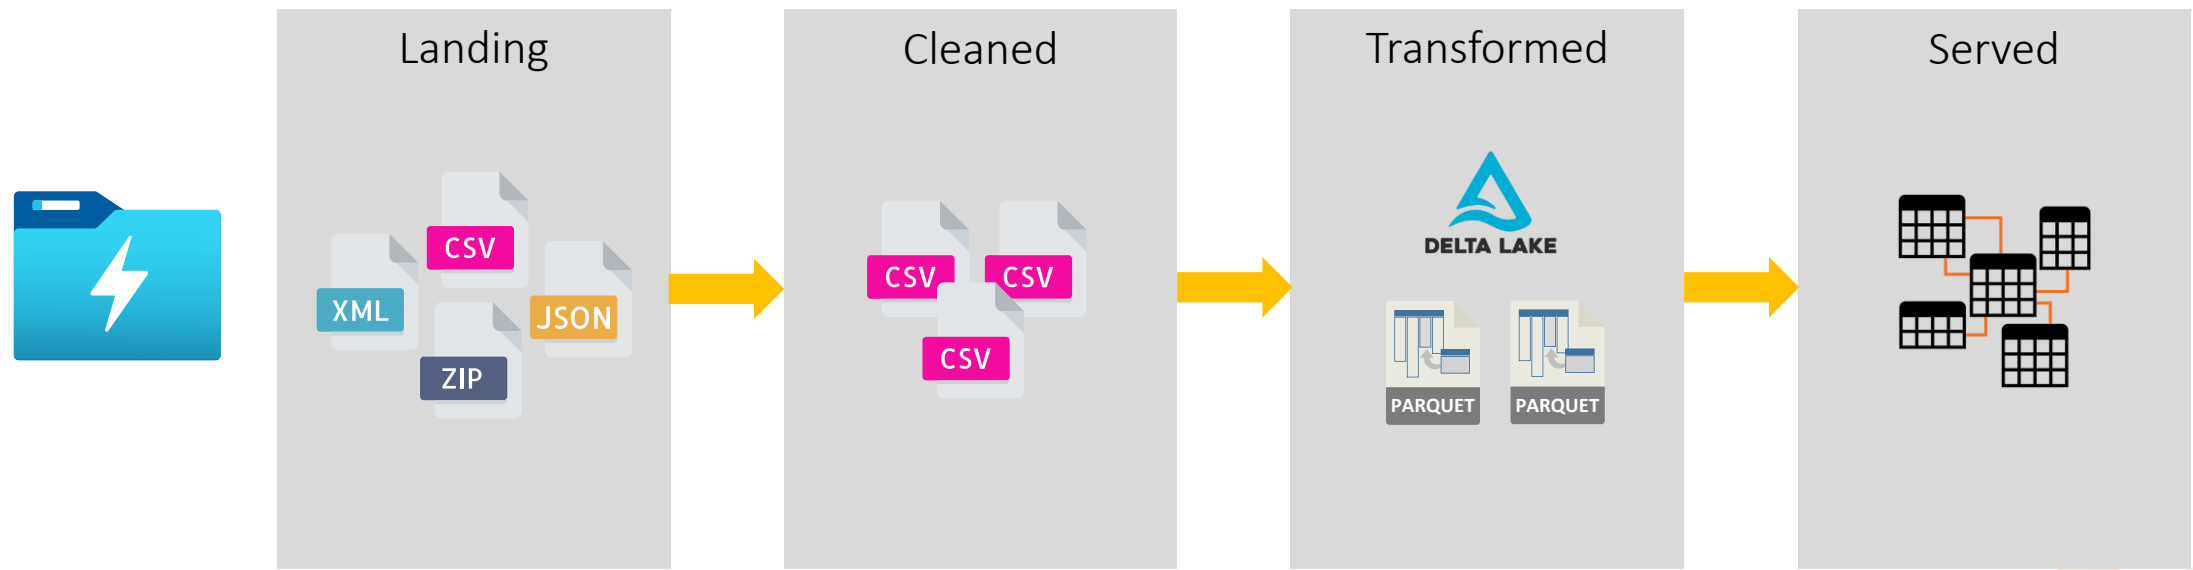 Landing
CSV
XML
JSON
ZIP
Cleaned
CSV
CSV
CSV
Transformed
DELTA LAKE
PARQUET
PARQUET
Served